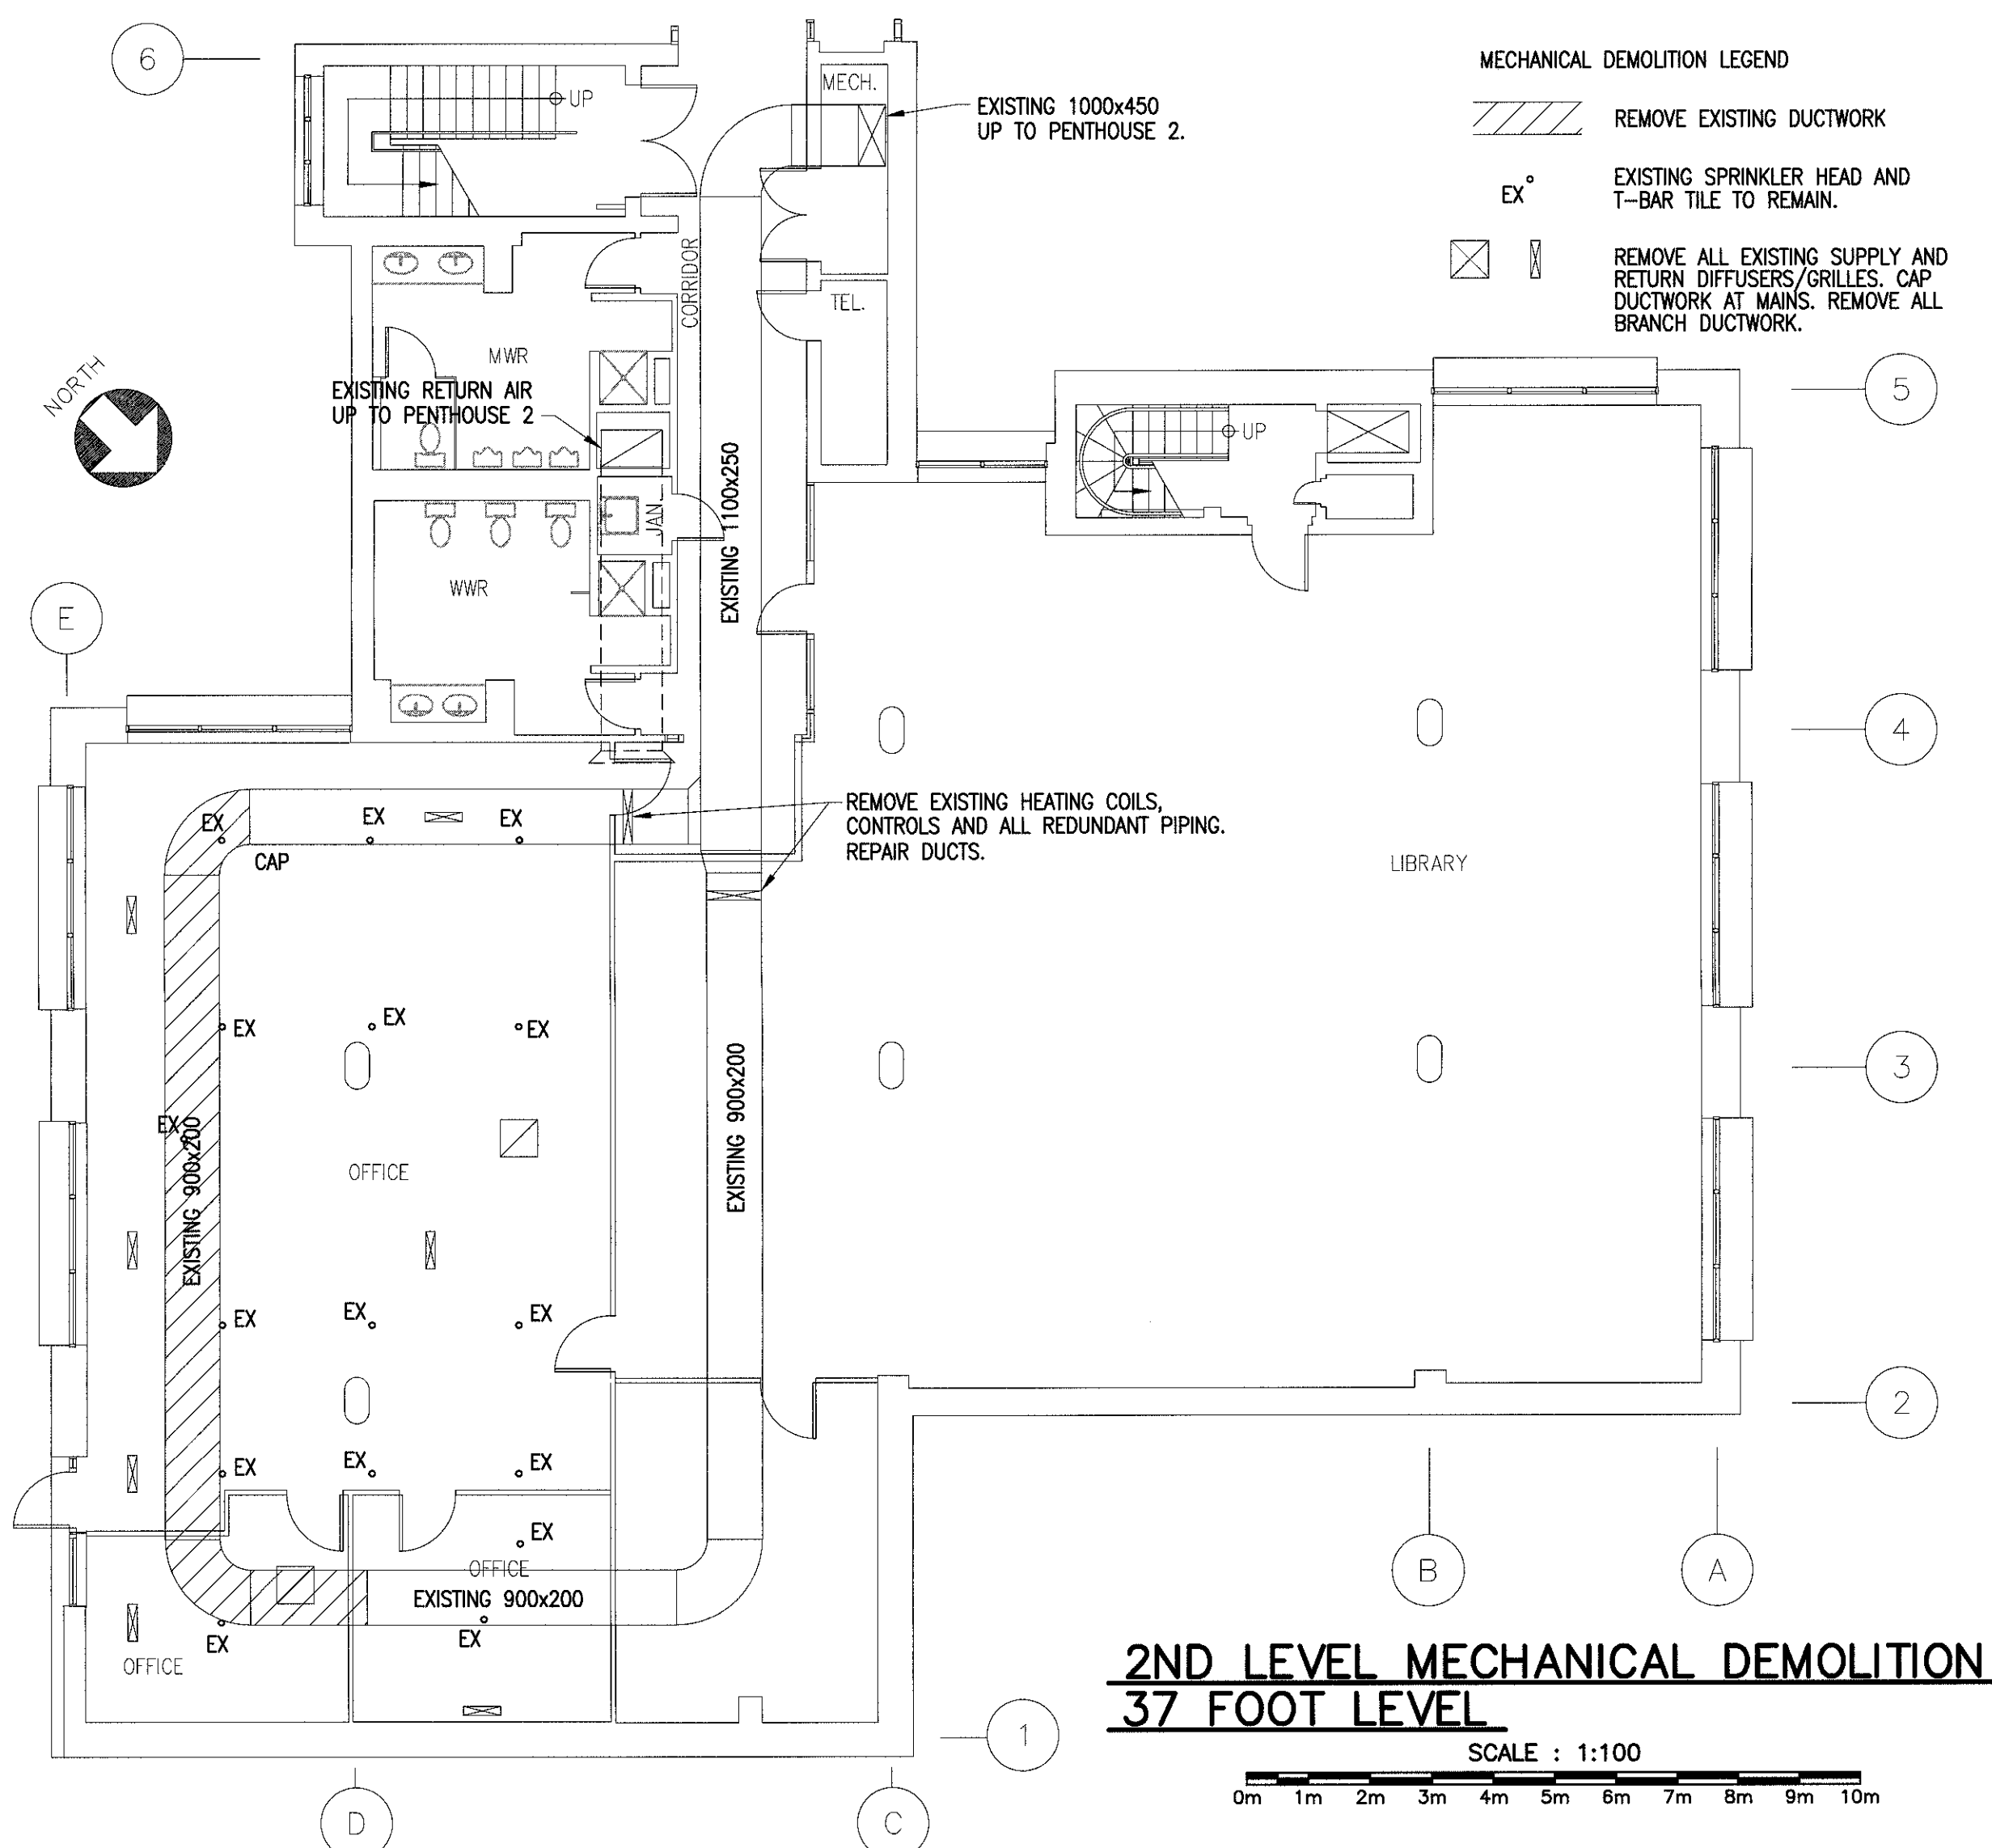 6
UP
MECH.
EXISTING 1000x450
UP TO PENTHOUSE 2.
MECHANICAL DEMOLITION LEGEND
REMOVE EXISTING DUCTWORK
EX
EXISTING SPRINKLER HEAD AND
T-BAR TILE TO REMAIN.
REMOVE ALL EXISTING SUPPLY AND
RETURN DIFFUSERS/GRILLES. CAP
DUCTWORK AT MAINS. REMOVE ALL
BRANCH DUCTWORK.
CORRIDOR
TEL.
NORTH
MWR
EXISTING RETURN AIR
UP TO PENTHOUSE 2
5
UP
JAN.
EXISTING 1100x250
WWR
E
4
REMOVE EXISTING HEATING COILS,
CONTROLS AND ALL REDUNDANT PIPING.
REPAIR DUCTS.
EX
EX
EX
CAP
LIBRARY
EX
EX
EX
3
EX
EXISTING 900x200
EXISTING 900x200
OFFICE
EX
EX
EX
2
EX
EX
EX
EX
OFFICE
EXISTING 900x200
EX
EX
OFFICE
B
A
2ND LEVEL MECHANICAL DEMOLITION
37 FOOT LEVEL
1
SCALE : 1:100
0m 1m 2m 3m 4m 5m 6m 7m 8m 9m 10m
D
C